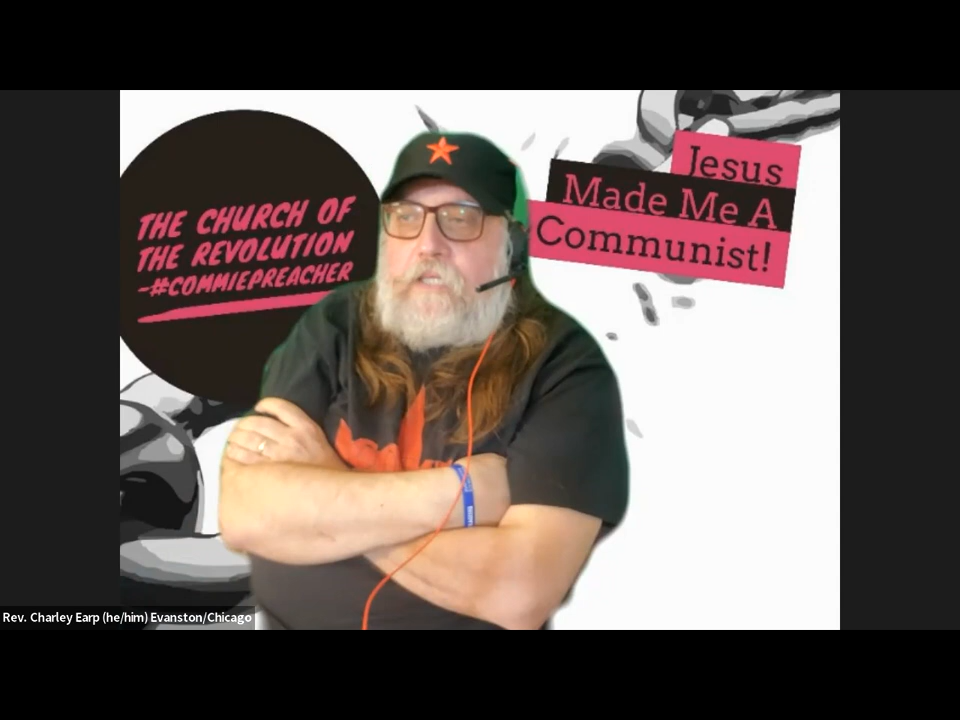 THE CHURCH OF
THE REVOLUTION
-#COMMIEPREACHER
Jesus
Made Me A
Communist!
Rev. Charley Earp (he/him) Evanston/Chicago